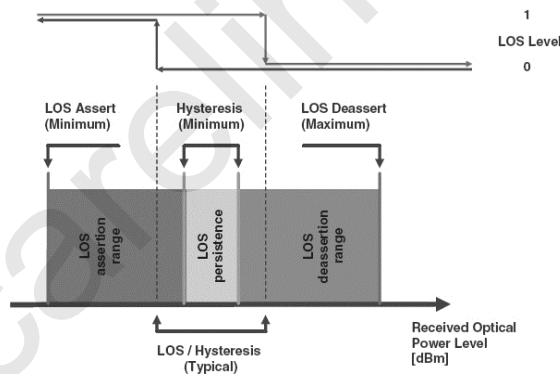 1
LOS Level
0
LOS Assert
(Minimum)
Hysteresis
(Minimum)
LOS Deassert
(Maximum)
LOS
assertion
range
LOS
persistence
LOS
deassertion
range
LOS / Hysteresis
(Typical)
Received Optical
Power Level
[dBm]